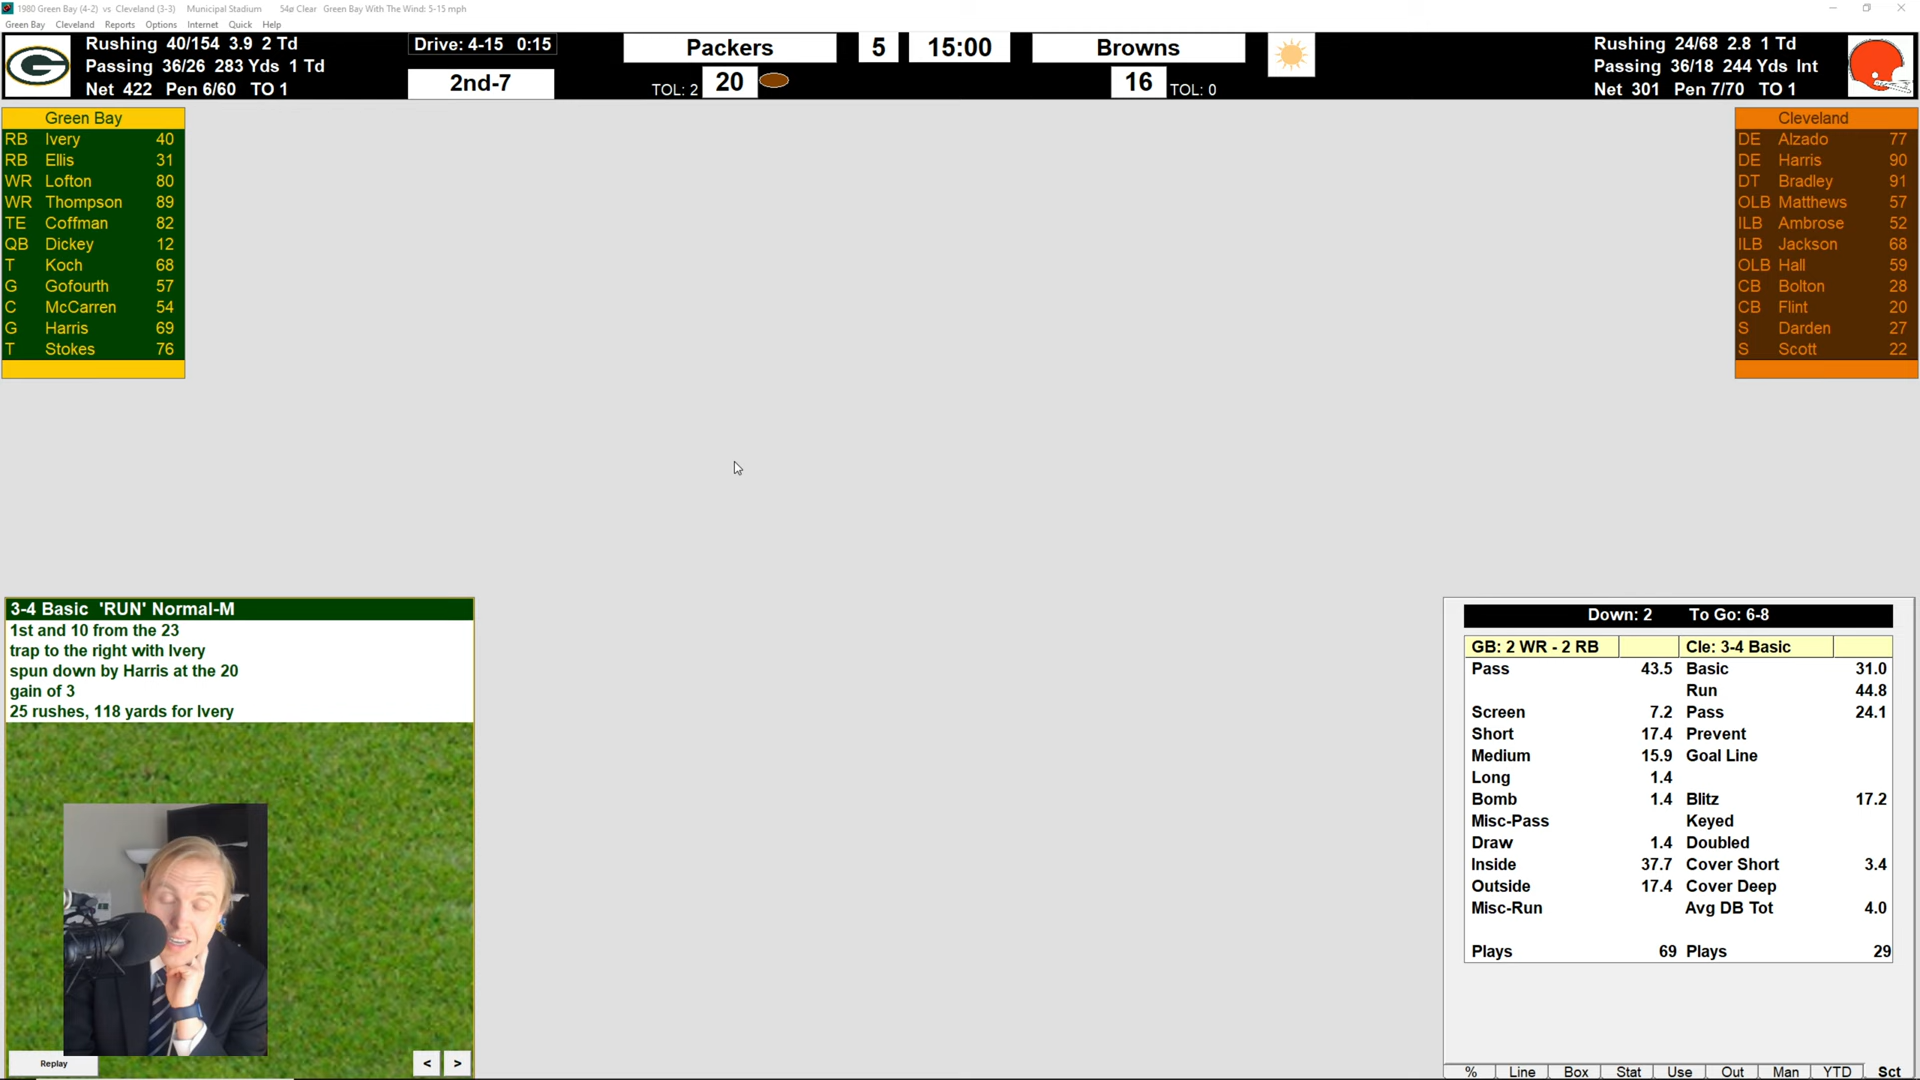 1980 Green Bay (4-2) vs Cleveland (3-3) Municipal Stadium 54ø Clear Green Bay With The Wind: 5-15 mph
Green Bay Cleveland Reports Options Internet Quick Help
Rushing 40/154 3.9 2 Td
Passing 36/26 283 Yds 1 Td
Net 422 Pen 6/60 TO 1
Drive: 4-15 0:15
2nd-7
Packers 5 15:00 Browns
TOL: 2 20 16 TOL: 0
Rushing 24/68 2.8 1 Td
Passing 36/18 244 Yds Int
Net 301 Pen 7/70 TO 1
Green Bay
RB Ivery 40
RB Ellis 31
WR Lofton 80
WR Thompson 89
TE Coffman 82
QB Dickey 12
T Koch 68
G Gofourth 57
C McCarren 54
G Harris 69
T Stokes 76
Cleveland
DE Alzado 77
DE Harris 90
DT Bradley 91
OLB Matthews 57
ILB Ambrose 52
ILB Jackson 68
OLB Hall 59
CB Bolton 28
CB Flint 20
S Darden 27
S Scott 22
3-4 Basic 'RUN' Normal-M
1st and 10 from the 23
trap to the right with Ivery
spun down by Harris at the 20
gain of 3
25 rushes, 118 yards for Ivery
Replay < >
Down: 2 To Go: 6-8
GB: 2 WR - 2 RB Cle: 3-4 Basic
Pass 43.5 Basic 31.0
Run 44.8
Screen 7.2 Pass 24.1
Short 17.4 Prevent
Medium 15.9 Goal Line
Long 1.4
Bomb 1.4 Blitz 17.2
Misc-Pass Keyed
Draw 1.4 Doubled
Inside 37.7 Cover Short 3.4
Outside 17.4 Cover Deep
Misc-Run Avg DB Tot 4.0
Plays 69 Plays 29
% Line Box Stat Use Out Man YTD Sct